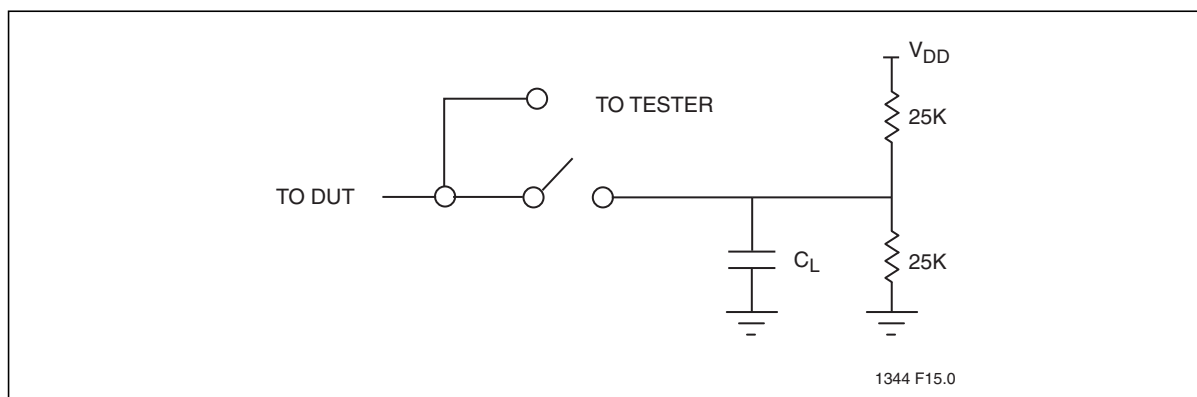 V_DD
25K
TO TESTER
TO DUT
C_L
25K
1344 F15.0